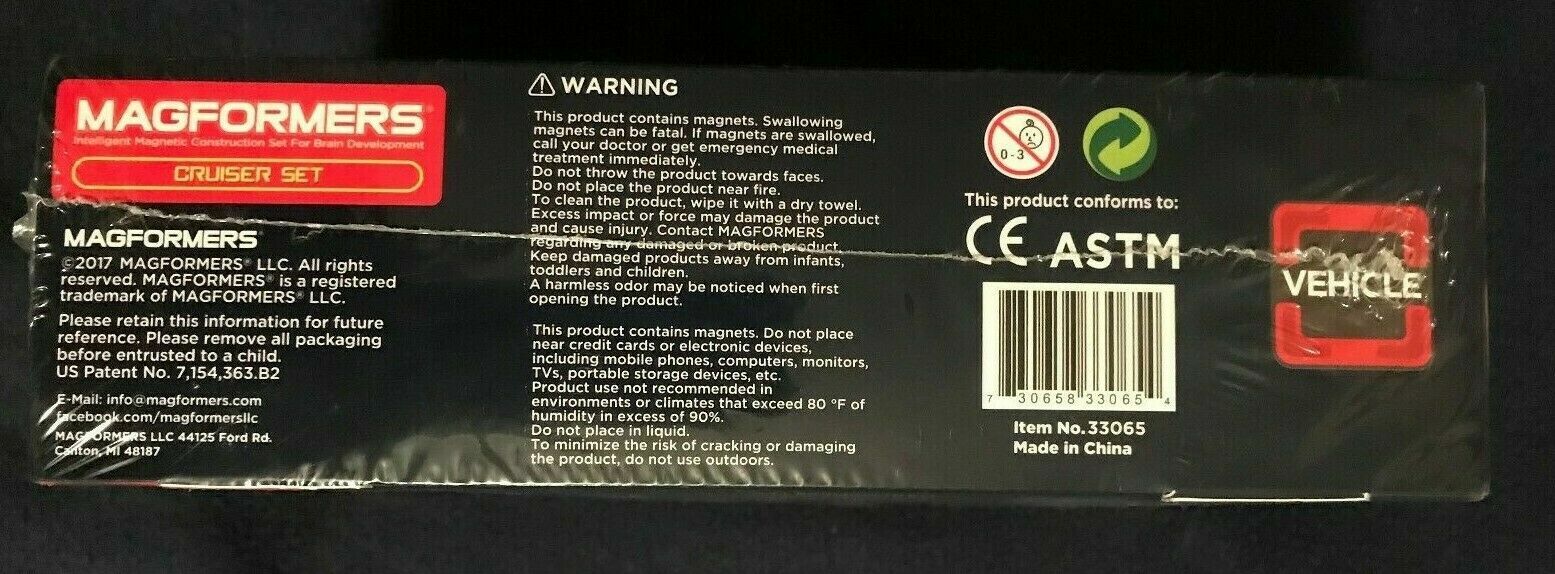 MAGFORMERS®
Intelligent Magnetic Construction Set For Brain Development
CRUISER SET
MAGFORMERS®
©2017 MAGFORMERS® LLC. All rights
reserved. MAGFORMERS® is a registered
trademark of MAGFORMERS® LLC.
Please retain this information for future
reference. Please remove all packaging
before entrusted to a child.
US Patent No. 7,154,363.B2
E-Mail: info@magformers.com
facebook.com/magformersllc
MAGFORMERS LLC 44125 Ford Rd.
Canton, MI 48187
⚠ WARNING
This product contains magnets. Swallowing
magnets can be fatal. If magnets are swallowed,
call your doctor or get emergency medical
treatment immediately.
Do not throw the product towards faces.
Do not place the product near fire.
To clean the product, wipe it with a dry towel.
Excess impact or force may damage the product
and cause injury. Contact MAGFORMERS
regarding any damaged or broken product.
Keep damaged products away from infants,
toddlers and children.
A harmless odor may be noticed when first
opening the product.
This product contains magnets. Do not place
near credit cards or electronic devices,
including mobile phones, computers, monitors,
TVs, portable storage devices, etc.
Product use not recommended in
environments or climates that exceed 80 °F of
humidity in excess of 90%.
Do not place in liquid.
To minimize the risk of cracking or damaging
the product, do not use outdoors.
0-3
This product conforms to:
CE ASTM
7 30658 33065 4
Item No.33065
Made in China
VEHICLE